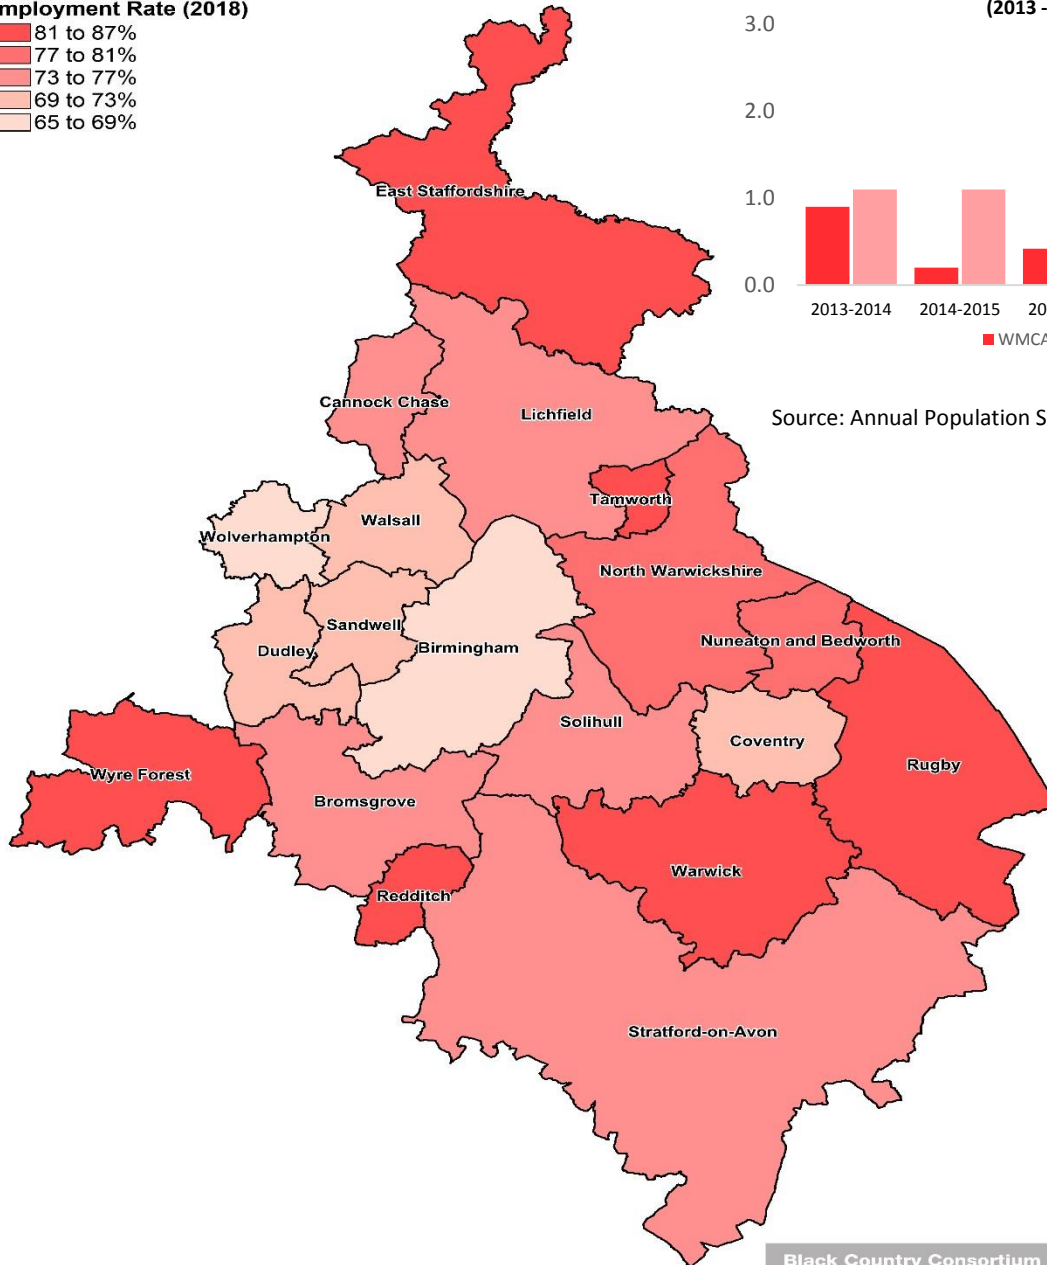 mployment Rate (2018)
81 to 87%
77 to 81%
73 to 77%
69 to 73%
65 to 69%
(2013 -
3.0
2.0
1.0
0.0
2013-2014 2014-2015 20
WMCA
Source: Annual Population S
East Staffordshire
Cannock Chase
Lichfield
Tamworth
Walsall
Wolverhampton
North Warwickshire
Sandwell
Nuneaton and Bedworth
Birmingham
Dudley
Solihull
Coventry
Rugby
Wyre Forest
Bromsgrove
Warwick
Redditch
Stratford-on-Avon
Black Country Consortium